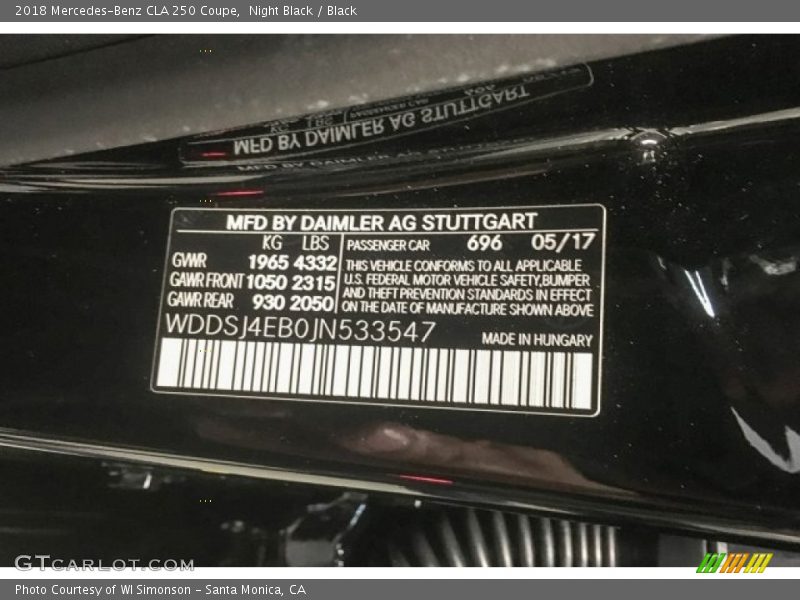 2018 Mercedes-Benz CLA 250 Coupe, Night Black / Black
MFD BY DAIMLER AG STUTTGART
MFD BY DAIMLER AG STUTTGART
KG LBS PASSENGER CAR 696 05/17
GVWR 1965 4332
GAWR FRONT 1050 2315
GAWR REAR 930 2050
THIS VEHICLE CONFORMS TO ALL APPLICABLE
U.S. FEDERAL MOTOR VEHICLE SAFETY, BUMPER
AND THEFT PREVENTION STANDARDS IN EFFECT
ON THE DATE OF MANUFACTURE SHOWN ABOVE
WDDSJ4EB0JN533547 MADE IN HUNGARY
GTCARLOT.COM
Photo Courtesy of WI Simonson - Santa Monica, CA